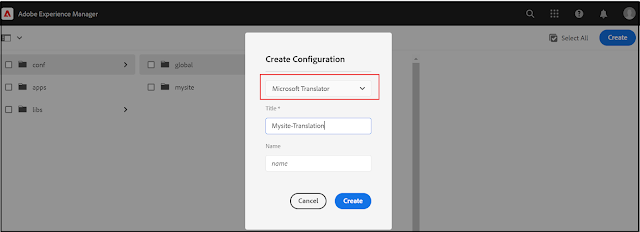 Adobe Experience Manager
Select All
Create
conf
global
apps
mysite
libs
Create Configuration
Microsoft Translator
Title *
Mysite-Translation
Name
name
Cancel
Create